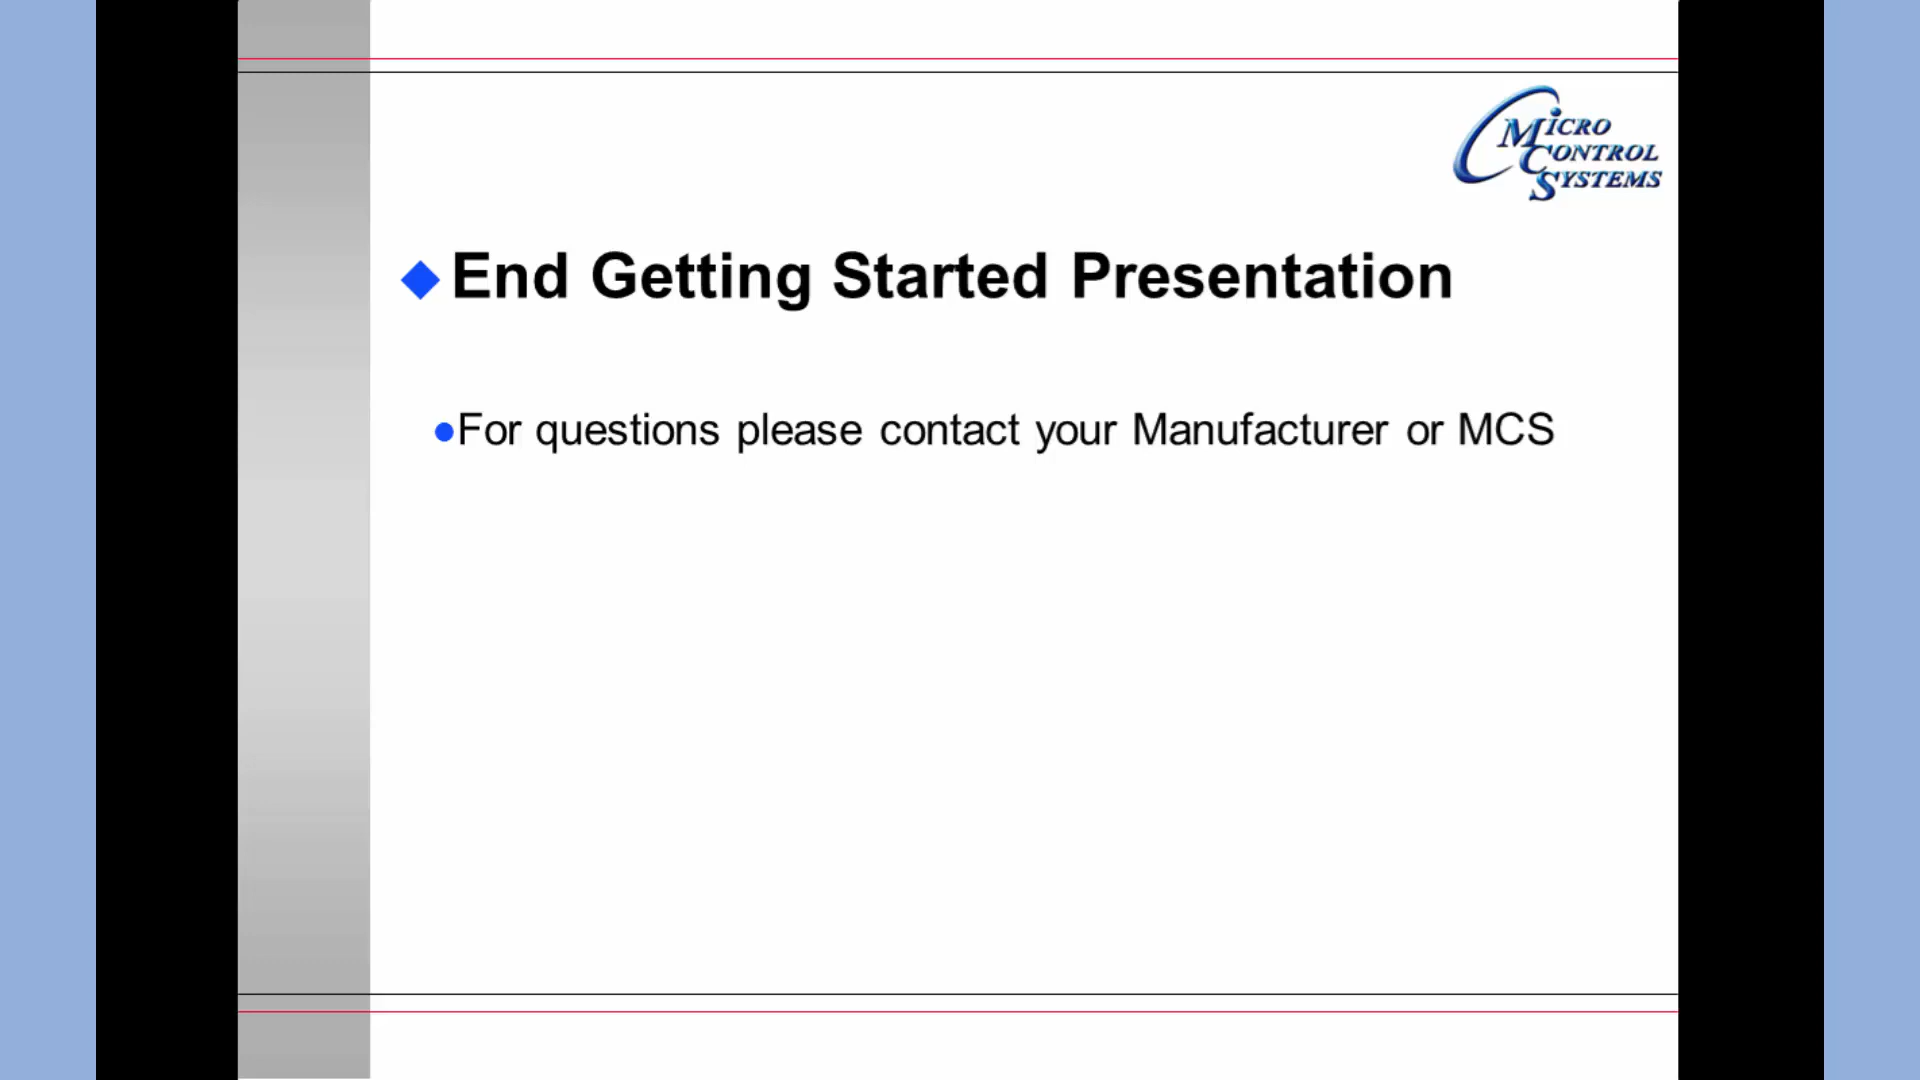 MICRO
CONTROL
SYSTEMS
End Getting Started Presentation
For questions please contact your Manufacturer or MCS